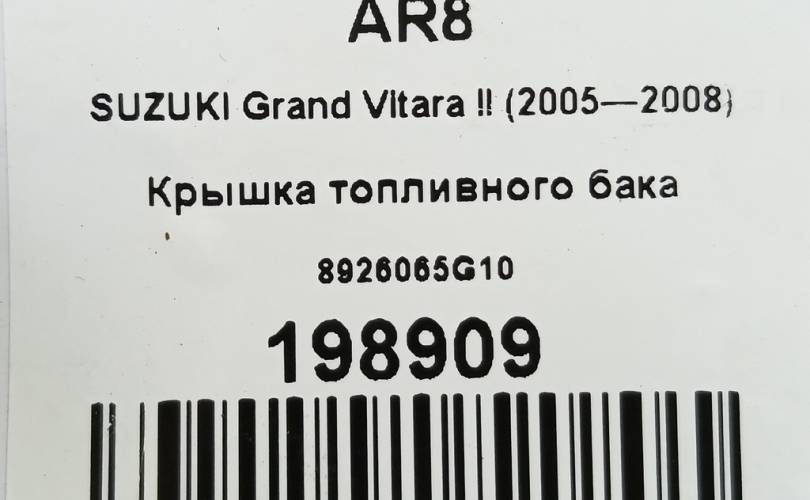 AR8
SUZUKI Grand Vitara II (2005—2008)
Крышка топливного бака
8926065G10
198909